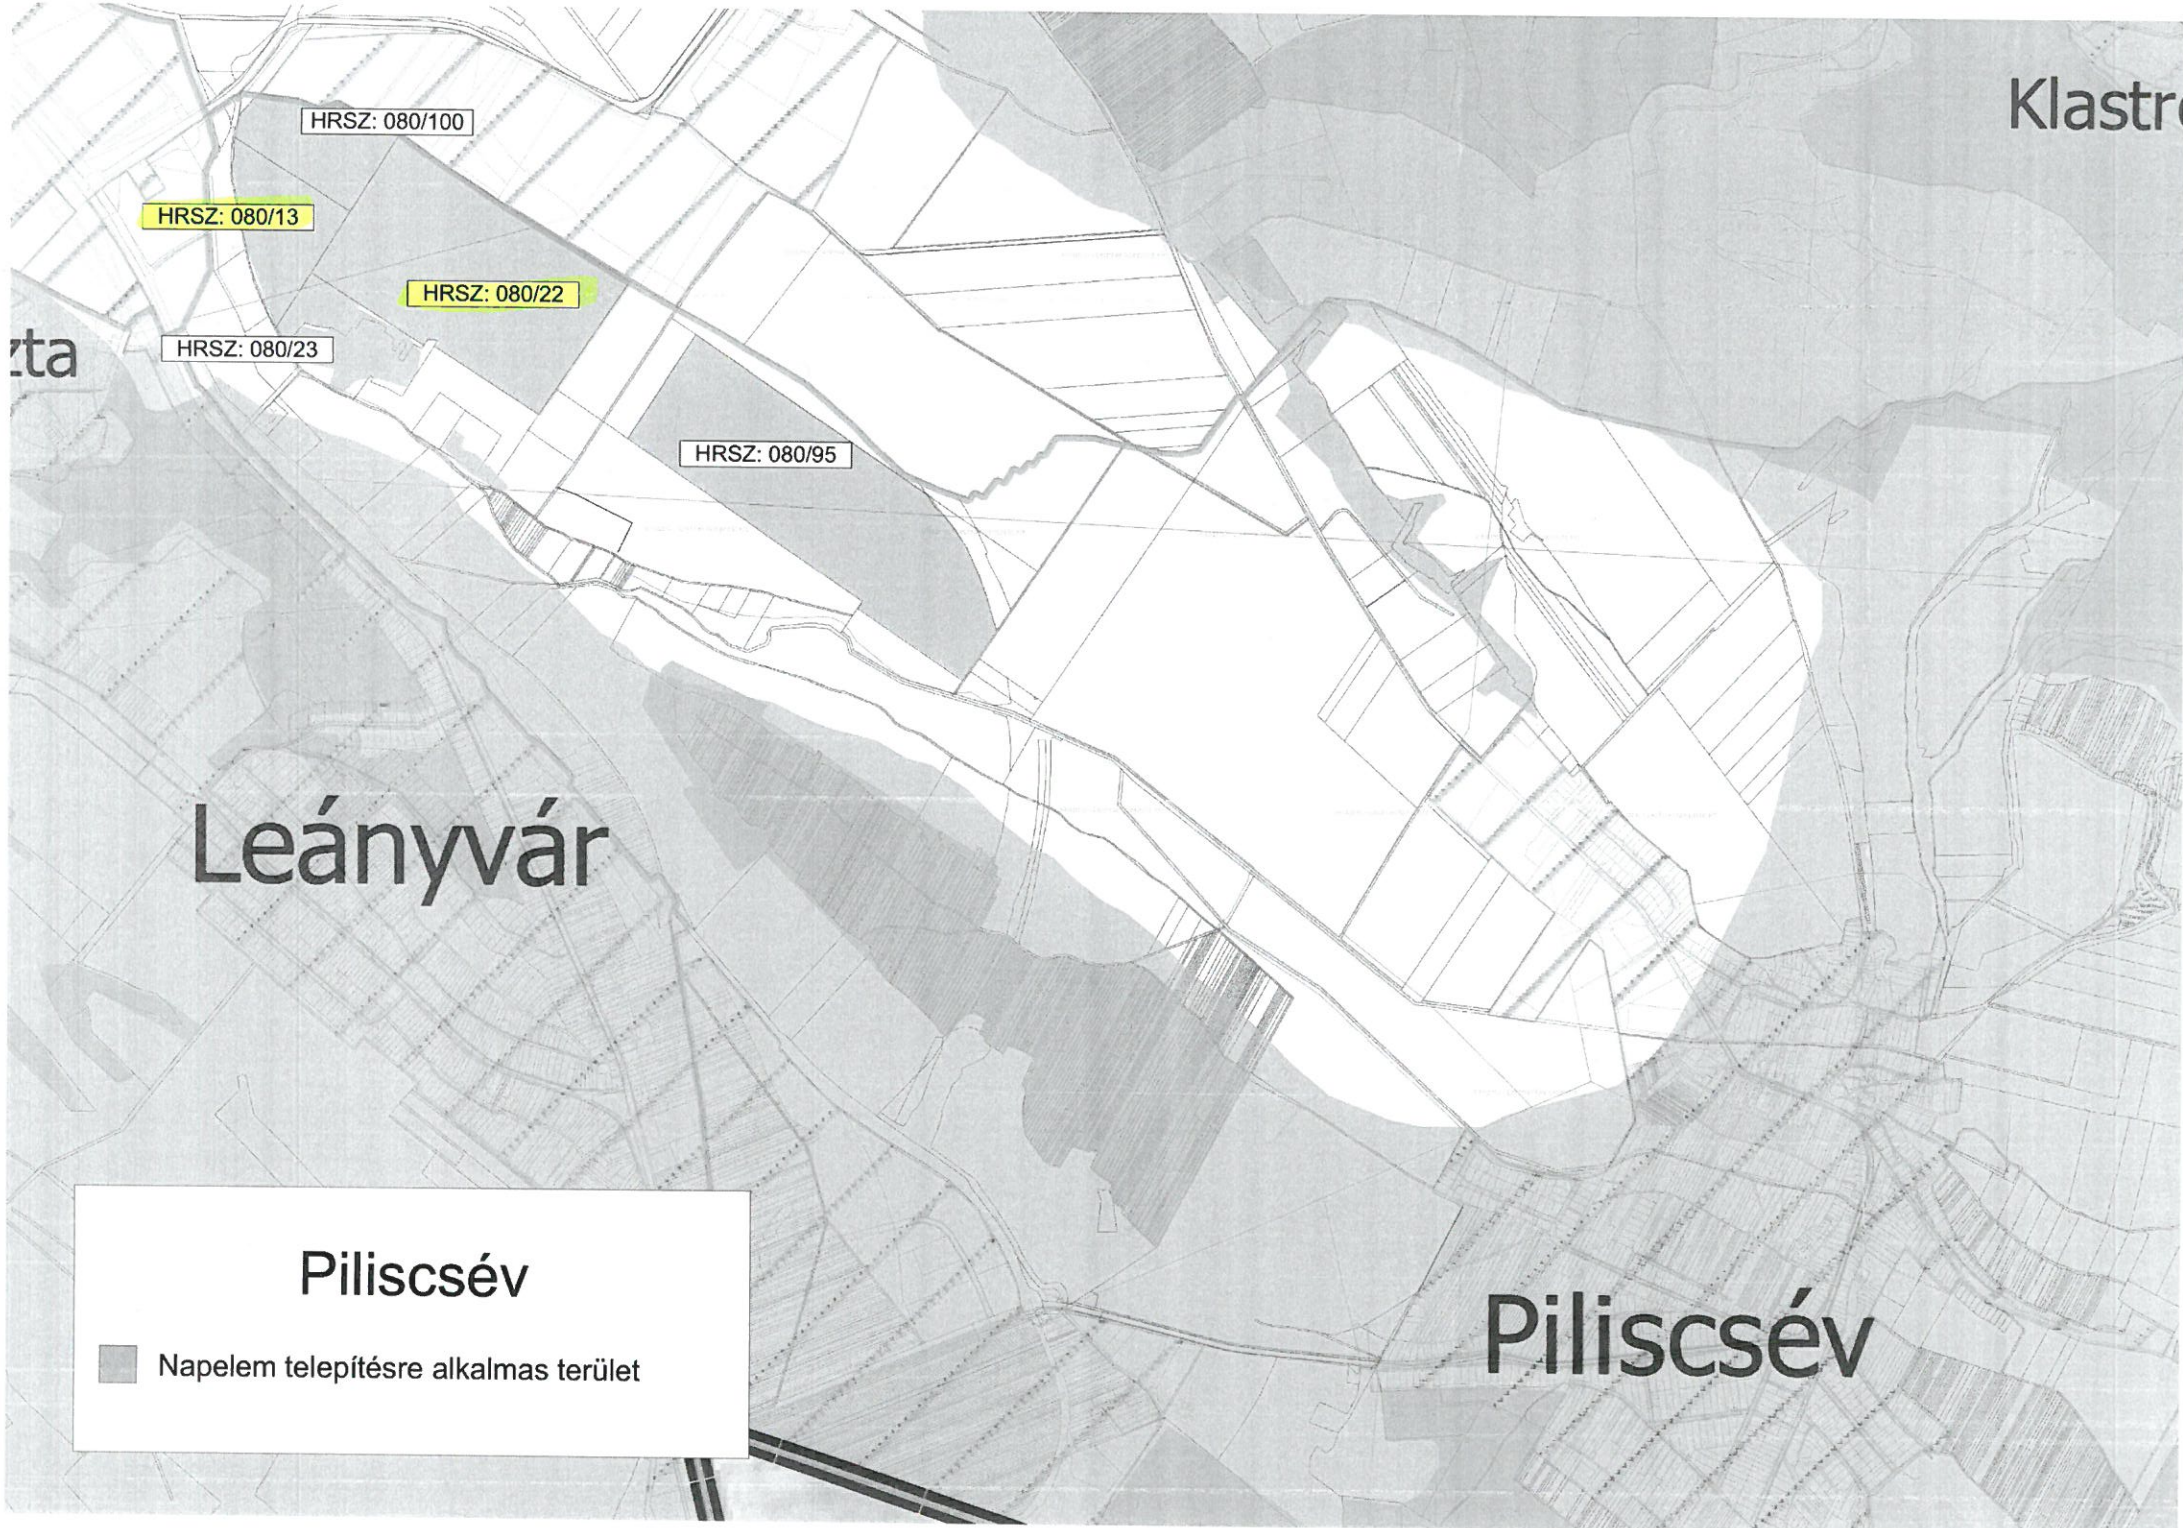 Klastr
HRSZ: 080/100
HRSZ: 080/13
HRSZ: 080/22
zta
HRSZ: 080/23
HRSZ: 080/95
Leányvár
Piliscsév
Napelem telepítésre alkalmas terület
Piliscsév